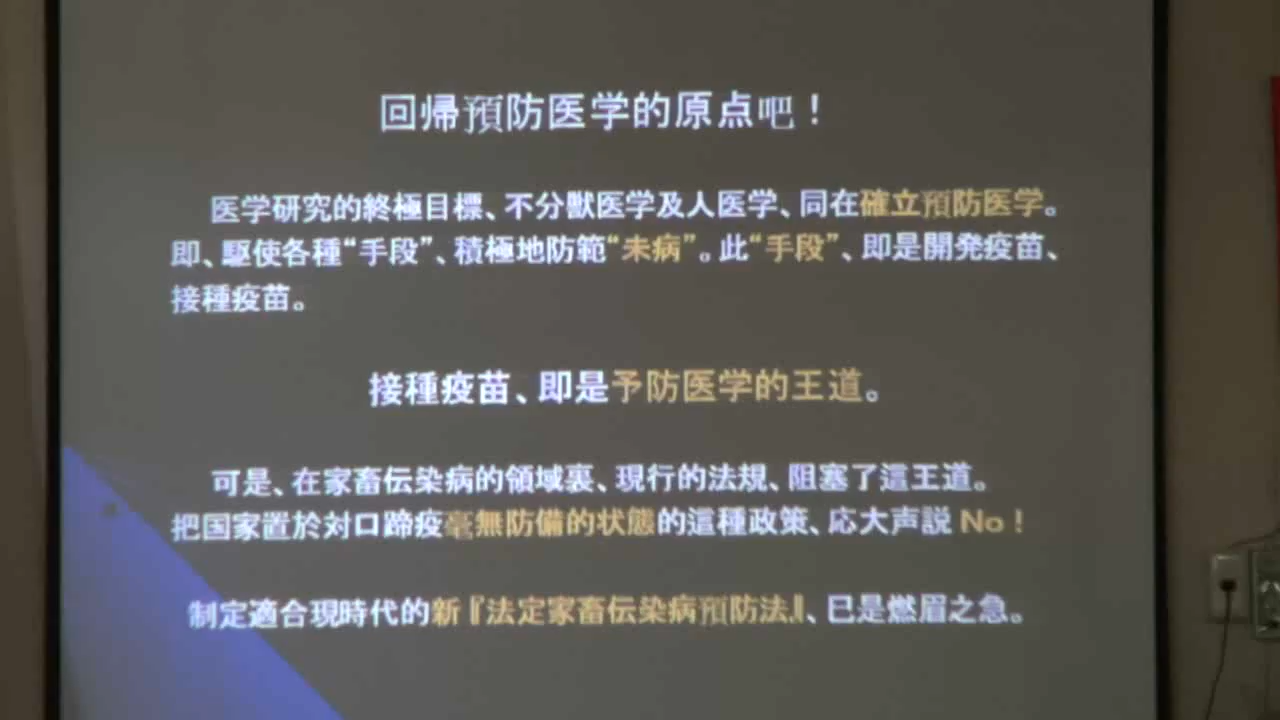 回帰預防医学的原点吧！
医学研究的終極目標、不分獣医学及人医学、同在確立預防医学。
即、駆使各種“手段”、積極地防範“未病”。此“手段”、即是開発疫苗、
接種疫苗。
接種疫苗、即是予防医学的王道。
可是、在家畜伝染病的領域裏、現行的法規、阻塞了這王道。
把国家置於対口蹄疫毫無防備的状態的這種政策、応大声説 No！
制定適合現時代的新『法定家畜伝染病預防法』、已是燃眉之急。